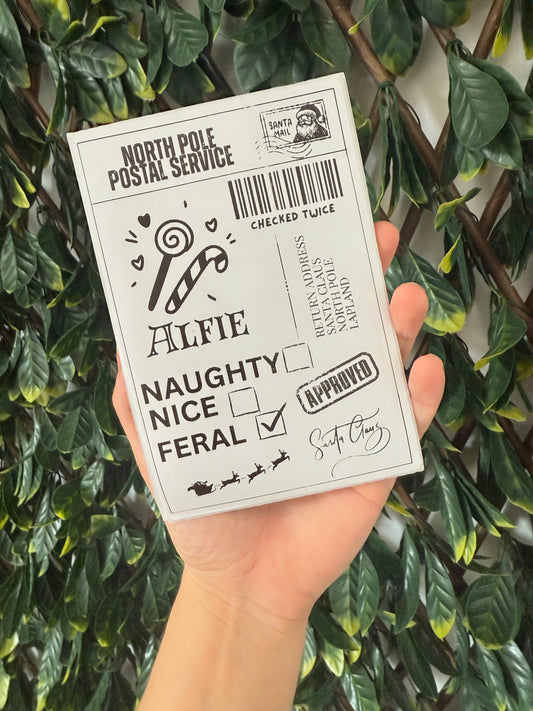 NORTH POLE
POSTAL SERVICE
SANTA
MAIL
CHECKED TWICE
RETURN ADDRESS
SANTA CLAUS
NORTH POLE
LAPLAND
ALFIE
NAUGHTY
NICE
FERAL
APPROVED
Santa Claus